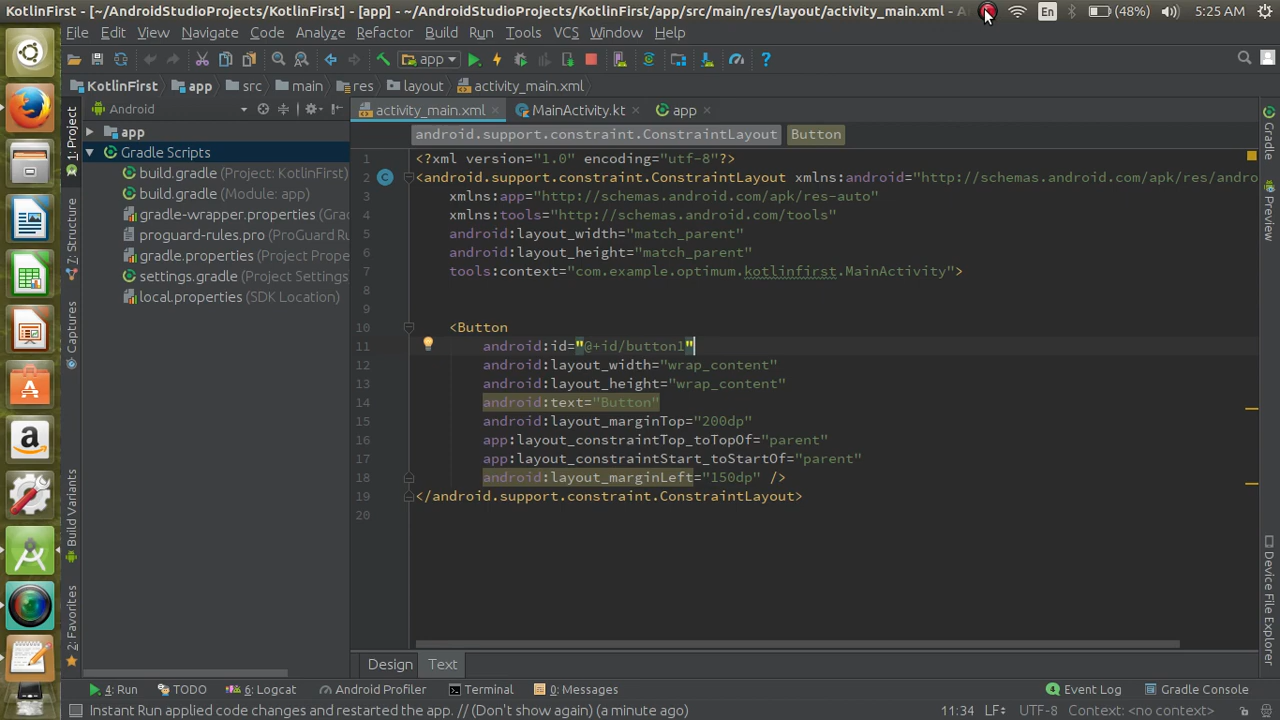 KotlinFirst - [~/AndroidStudioProjects/KotlinFirst] - [app] - ~/AndroidStudioProjects/KotlinFirst/app/src/main/res/layout/activity_main.xml -
En (48%) 5:25 AM
File Edit View Navigate Code Analyze Refactor Build Run Tools VCS Window Help
app
KotlinFirst app src main res layout activity_main.xml
Android
activity_main.xml MainActivity.kt app
1: Project
7: Structure
Captures
Build Variants
2: Favorites
app
Gradle Scripts
build.gradle (Project: KotlinFirst)
build.gradle (Module: app)
gradle-wrapper.properties (Gra
proguard-rules.pro (ProGuard Ru
gradle.properties (Project Prope
settings.gradle (Project Settings
local.properties (SDK Location)
android.support.constraint.ConstraintLayout Button
1 <?xml version="1.0" encoding="utf-8"?>
2 <android.support.constraint.ConstraintLayout xmlns:android="http://schemas.android.com/apk/res/andro
3 xmlns:app="http://schemas.android.com/apk/res-auto"
4 xmlns:tools="http://schemas.android.com/tools"
5 android:layout_width="match_parent"
6 android:layout_height="match_parent"
7 tools:context="com.example.optimum.kotlinfirst.MainActivity">
8
9
10 <Button
11 android:id="@+id/button1"
12 android:layout_width="wrap_content"
13 android:layout_height="wrap_content"
14 android:text="Button"
15 android:layout_marginTop="200dp"
16 app:layout_constraintTop_toTopOf="parent"
17 app:layout_constraintStart_toStartOf="parent"
18 android:layout_marginLeft="150dp" />
19 </android.support.constraint.ConstraintLayout>
20
Gradle
Preview
Device File Explorer
Design Text
4: Run TODO 6: Logcat Android Profiler Terminal 0: Messages Event Log Gradle Console
Instant Run applied code changes and restarted the app. // (Don't show again) (a minute ago) 11:34 LF÷ UTF-8 Context: <no context>